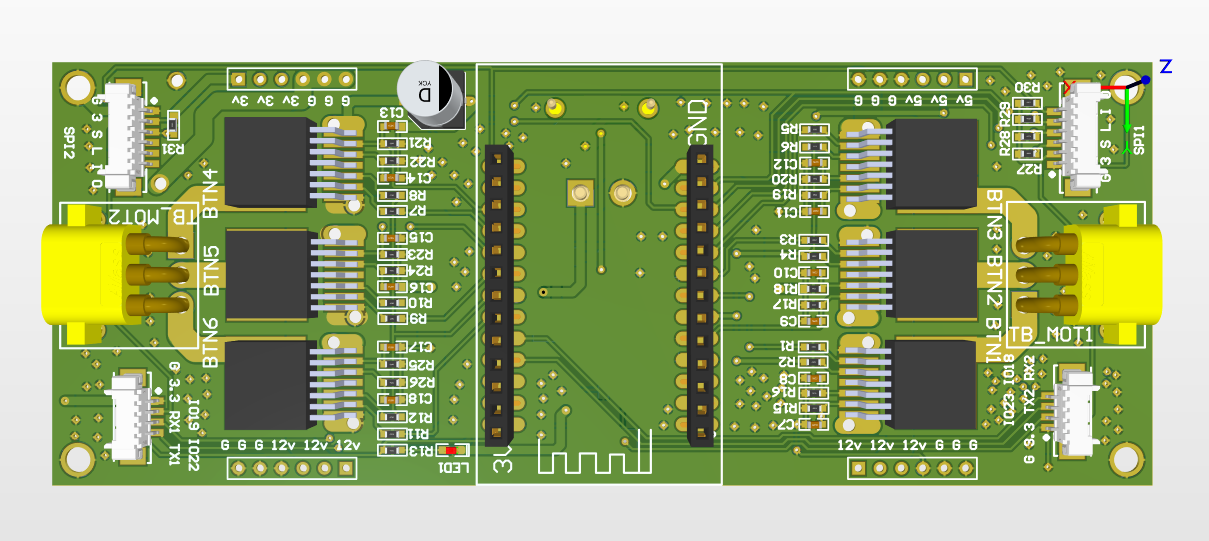 Z
D
YCK
3v 3v 3v G G G
G G G 5v 5v 5v
C13
R21
R22
C14
R8
R7
C15
R23
R24
C16
R10
R9
C17
R25
R26
C18
R12
R11
R13
LED1
R31
SPI2
TB_MOT2
BTN4
BTN5
BTN6
G 3.3 RX1 TX1
IO19 IO22
G G G 12v 12v 12v
GND
3v
R5
R6
C12
R20
R19
C11
R3
R4
C10
R18
R17
C9
R1
R2
C8
R16
R15
C7
R30
R29
R28
R27
SPI1
BTN3
BTN2
BTN1
TB_MOT1
IO23 IO18
G 3.3 TX2 RX2
12v 12v 12v G G G